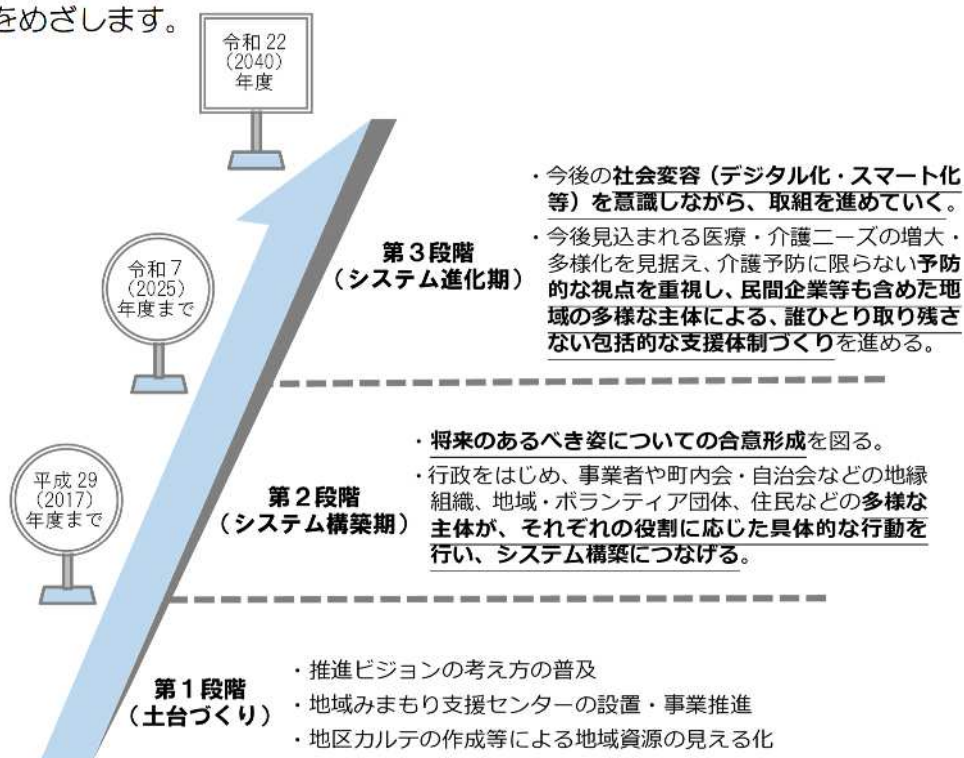 をめざします。
令和 22
(2040)
年度
・今後の社会変容（デジタル化・スマート化
等）を意識しながら、取組を進めていく。
・今後見込まれる医療・介護ニーズの増大・
多様化を見据え、介護予防に限らない予防
的な視点を重視し、民間企業等も含めた地
域の多様な主体による、誰ひとり取り残さ
ない包括的な支援体制づくりを進める。
第３段階
（システム進化期）
令和 7
(2025)
年度まで
・将来のあるべき姿についての合意形成を図る。
・行政をはじめ、事業者や町内会・自治会などの地縁
組織、地域・ボランティア団体、住民などの多様な
主体が、それぞれの役割に応じた具体的な行動を
行い、システム構築につなげる。
第２段階
（システム構築期）
平成 29
(2017)
年度まで
第１段階
（土台づくり）
・推進ビジョンの考え方の普及
・地域みまもり支援センターの設置・事業推進
・地区カルテの作成等による地域資源の見える化